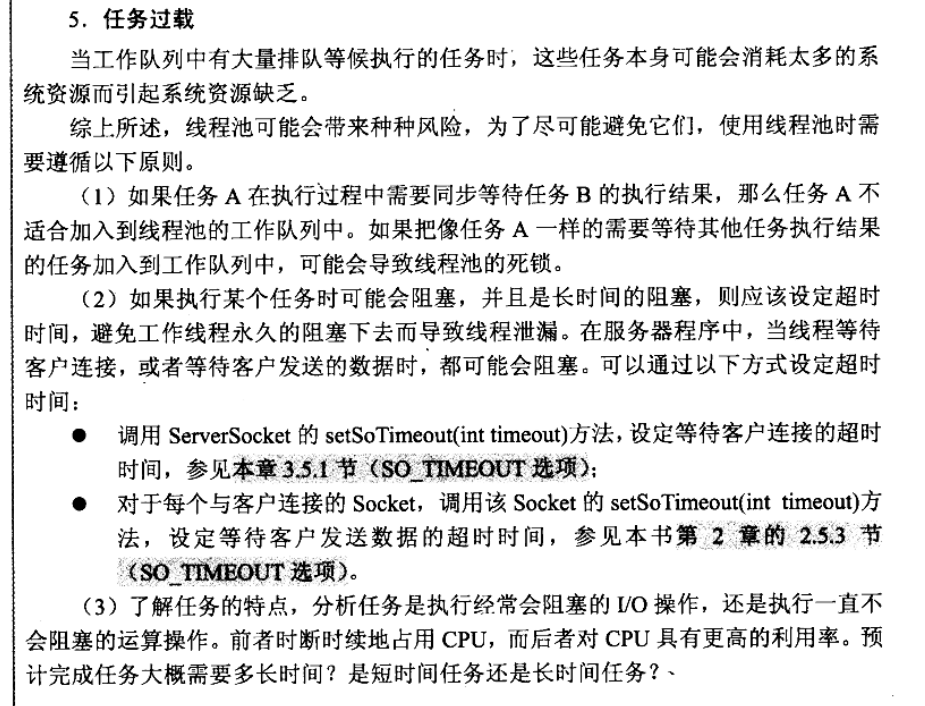 5．任务过载
当工作队列中有大量排队等候执行的任务时，这些任务本身可能会消耗太多的系
统资源而引起系统资源缺乏。
综上所述，线程池可能会带来种种风险，为了尽可能避免它们，使用线程池时需
要遵循以下原则。
（1）如果任务 A 在执行过程中需要同步等待任务 B 的执行结果，那么任务 A 不
适合加入到线程池的工作队列中。如果把像任务 A 一样的需要等待其他任务执行结果
的任务加入到工作队列中，可能会导致线程池的死锁。
（2）如果执行某个任务时可能会阻塞，并且是长时间的阻塞，则应该设定超时
时间，避免工作线程永久的阻塞下去而导致线程泄漏。在服务器程序中，当线程等待
客户连接，或者等待客户发送的数据时，都可能会阻塞。可以通过以下方式设定超时
时间：
● 调用 ServerSocket 的 setSoTimeout(int timeout)方法，设定等待客户连接的超时
时间，参见本章 3.5.1 节（SO_TIMEOUT 选项）；
● 对于每个与客户连接的 Socket，调用该 Socket 的 setSoTimeout(int timeout)方
法，设定等待客户发送数据的超时时间，参见本书第 2 章的 2.5.3 节
（SO_TIMEOUT 选项）。
（3）了解任务的特点，分析任务是执行经常会阻塞的 I/O 操作，还是执行一直不
会阻塞的运算操作。前者时断时续地占用 CPU，而后者对 CPU 具有更高的利用率。预
计完成任务大概需要多长时间？是短时间任务还是长时间任务？